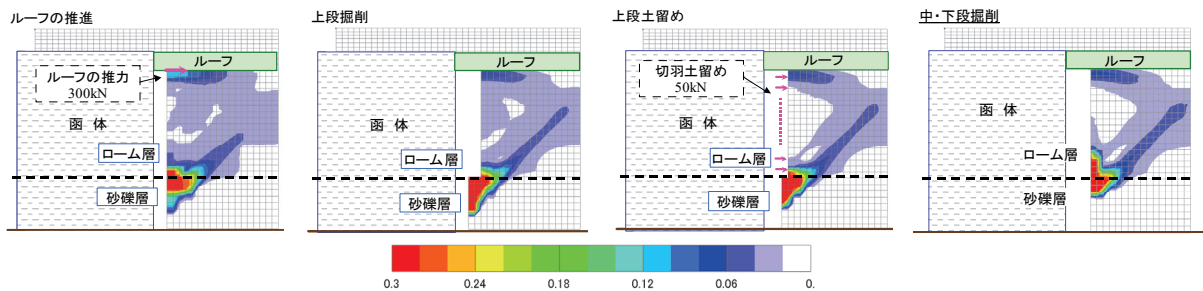 ルーフの推進
ルーフ
ルーフの推力
300kN
函 体
ローム層
砂礫層
上段掘削
ルーフ
函 体
ローム層
砂礫層
上段土留め
ルーフ
切羽土留め
50kN
函 体
ローム層
砂礫層
中・下段掘削
ルーフ
函 体
ローム層
砂礫層
0.3 0.24 0.18 0.12 0.06 0.